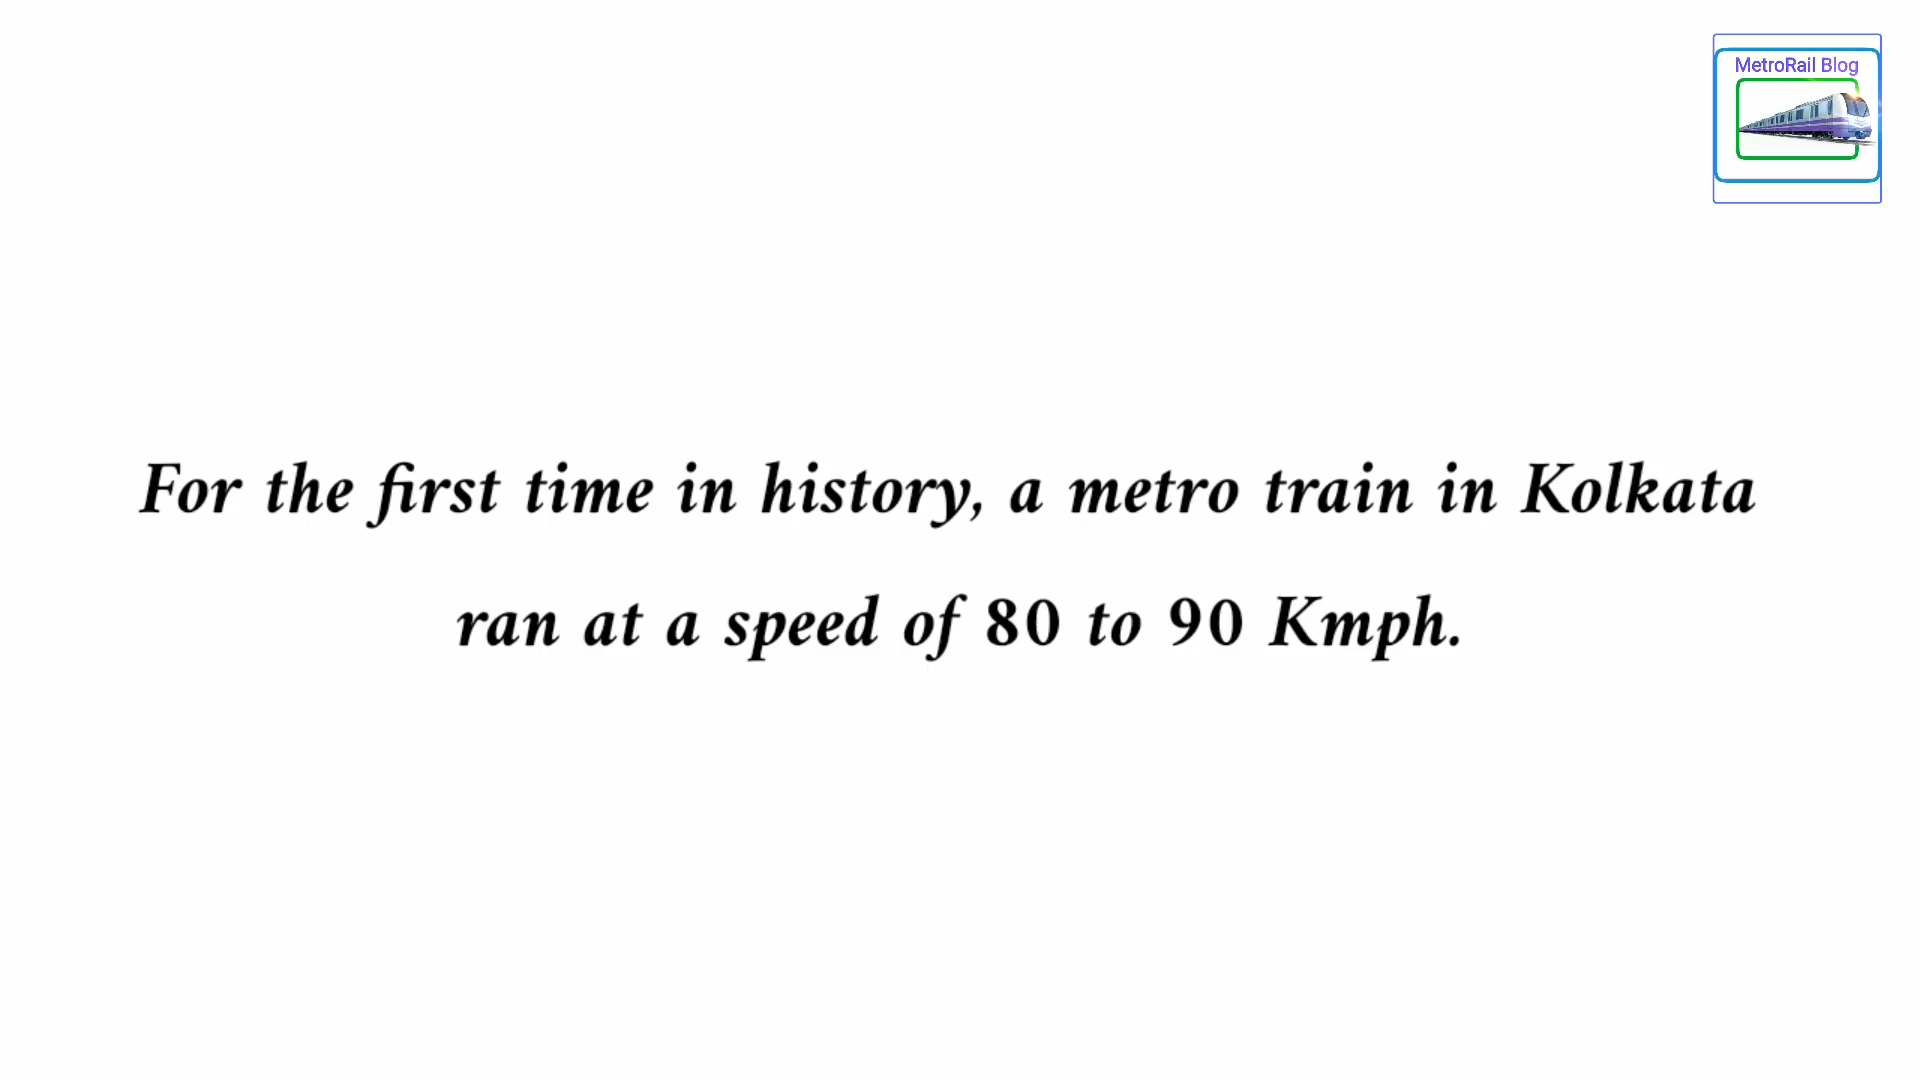 MetroRail Blog
For the first time in history, a metro train in Kolkata
ran at a speed of 80 to 90 Kmph.